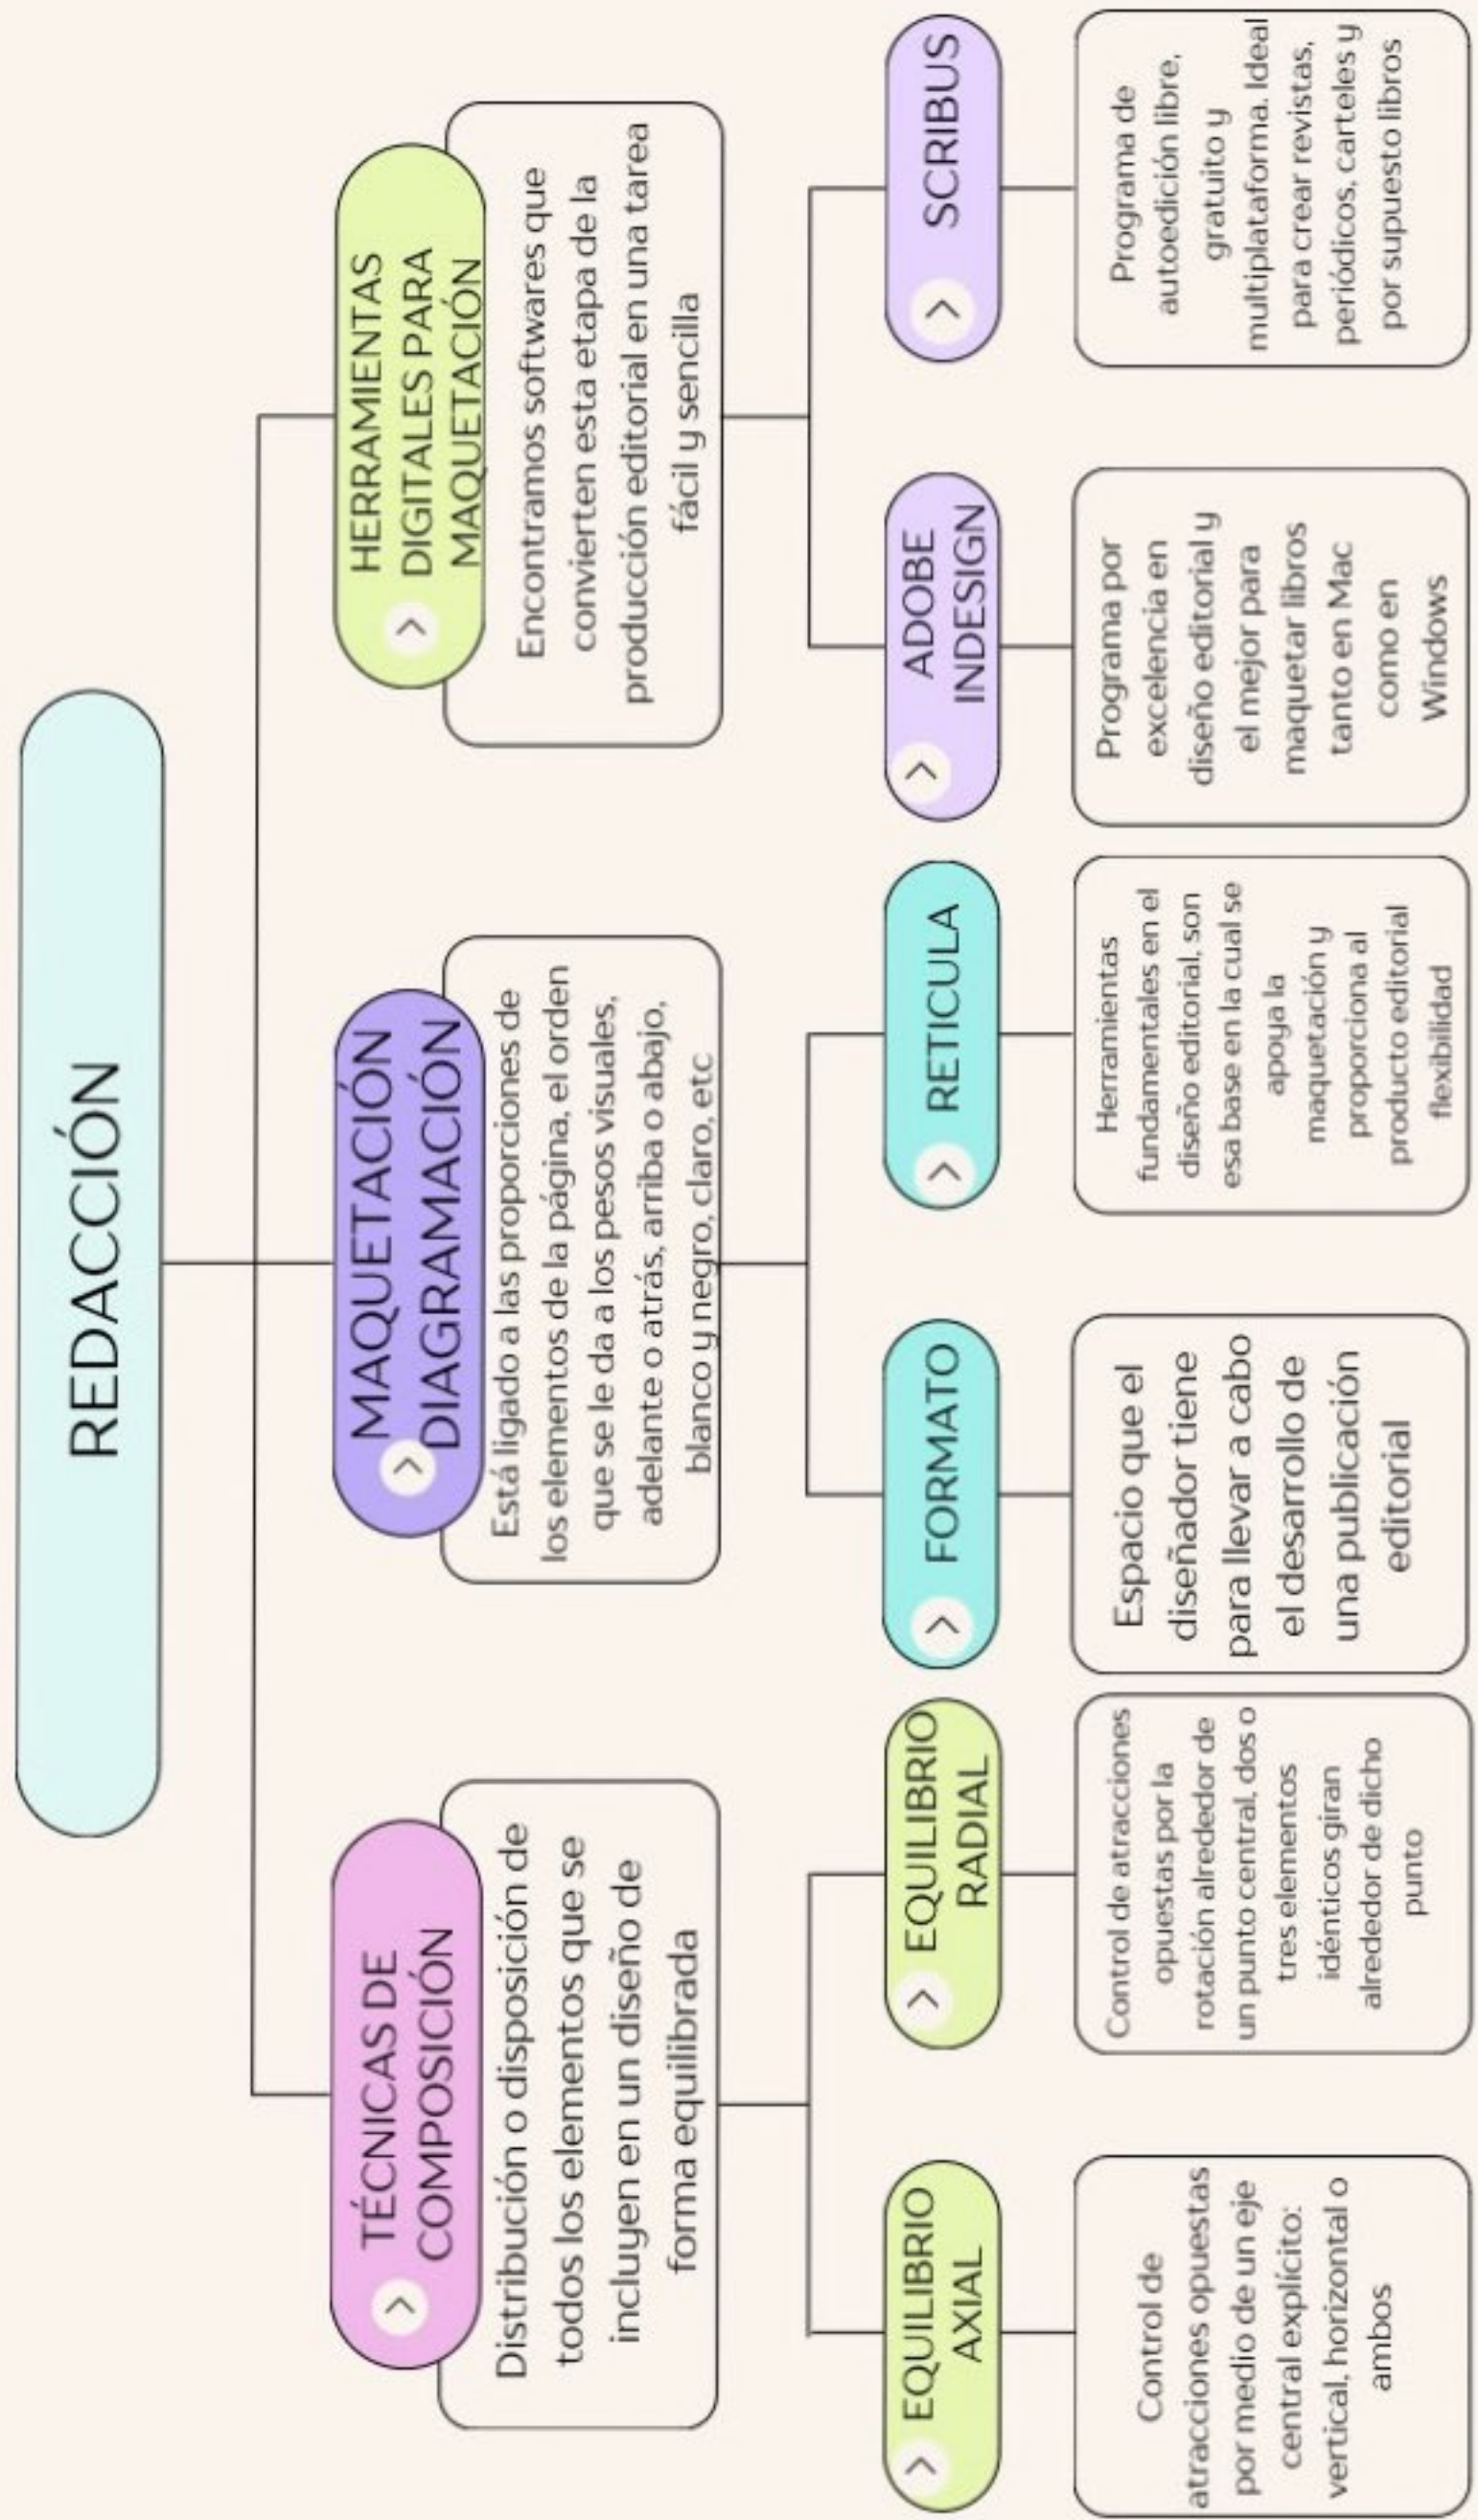 REDACCIÓN
TÉCNICAS DE
COMPOSICIÓN
Distribución o disposición de
todos los elementos que se
incluyen en un diseño de
forma equilibrada
EQUILIBRIO
AXIAL
Control de
atracciones opuestas
por medio de un eje
central explícito:
vertical, horizontal o
ambos
EQUILIBRIO
RADIAL
Control de atracciones
opuestas por la
rotación alrededor de
un punto central, dos o
tres elementos
idénticos giran
alrededor de dicho
punto
MAQUETACIÓN
DIAGRAMACIÓN
Está ligado a las proporciones de
los elementos de la página, el orden
que se le da a los pesos visuales,
adelante o atrás, arriba o abajo,
blanco y negro, claro, etc
FORMATO
Espacio que el
diseñador tiene
para llevar a cabo
el desarrollo de
una publicación
editorial
RETICULA
Herramientas
fundamentales en el
diseño editorial, son
esa base en la cual se
apoya la
maquetación y
proporciona al
producto editorial
flexibilidad
HERRAMIENTAS
DIGITALES PARA
MAQUETACIÓN
Encontramos softwares que
convierten esta etapa de la
producción editorial en una tarea
fácil y sencilla
ADOBE
INDESIGN
Programa por
excelencia en
diseño editorial y
el mejor para
maquetar libros
tanto en Mac
como en
Windows
SCRIBUS
Programa de
autoedición libre,
gratuito y
multiplataforma. Ideal
para crear revistas,
periódicos, carteles y
por supuesto libros